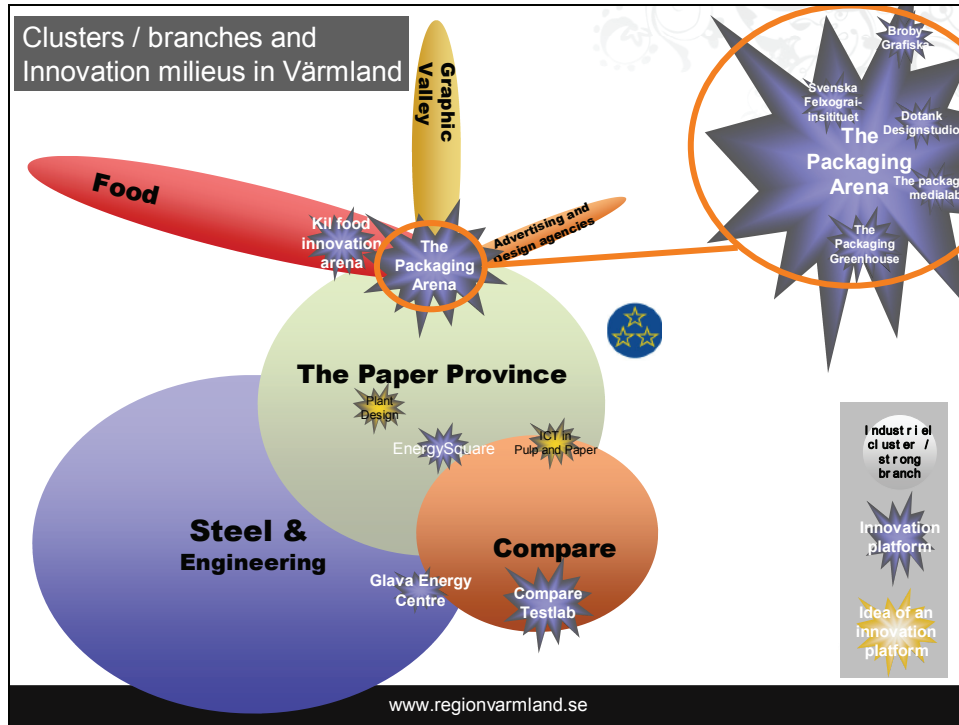 Clusters / branches and
Innovation milieus in Värmland
Graphic
Valley
Food
Kil food
innovation
arena
The
Packaging
Arena
Advertising and
Design agencies
Broby
Grafiska
Svenska
Felxograi-
insitituet
Dotank
Designstudio
The
Packaging
Arena
The packag
medialab
The
Packaging
Greenhouse
The Paper Province
Plant
Design
EnergySquare
ICT in
Pulp and Paper
Steel &
Engineering
Compare
Glava Energy
Centre
Compare
Testlab
Industriel
cluster /
strong
branch
Innovation
platform
Idea of an
innovation
platform
www.regionvarmland.se